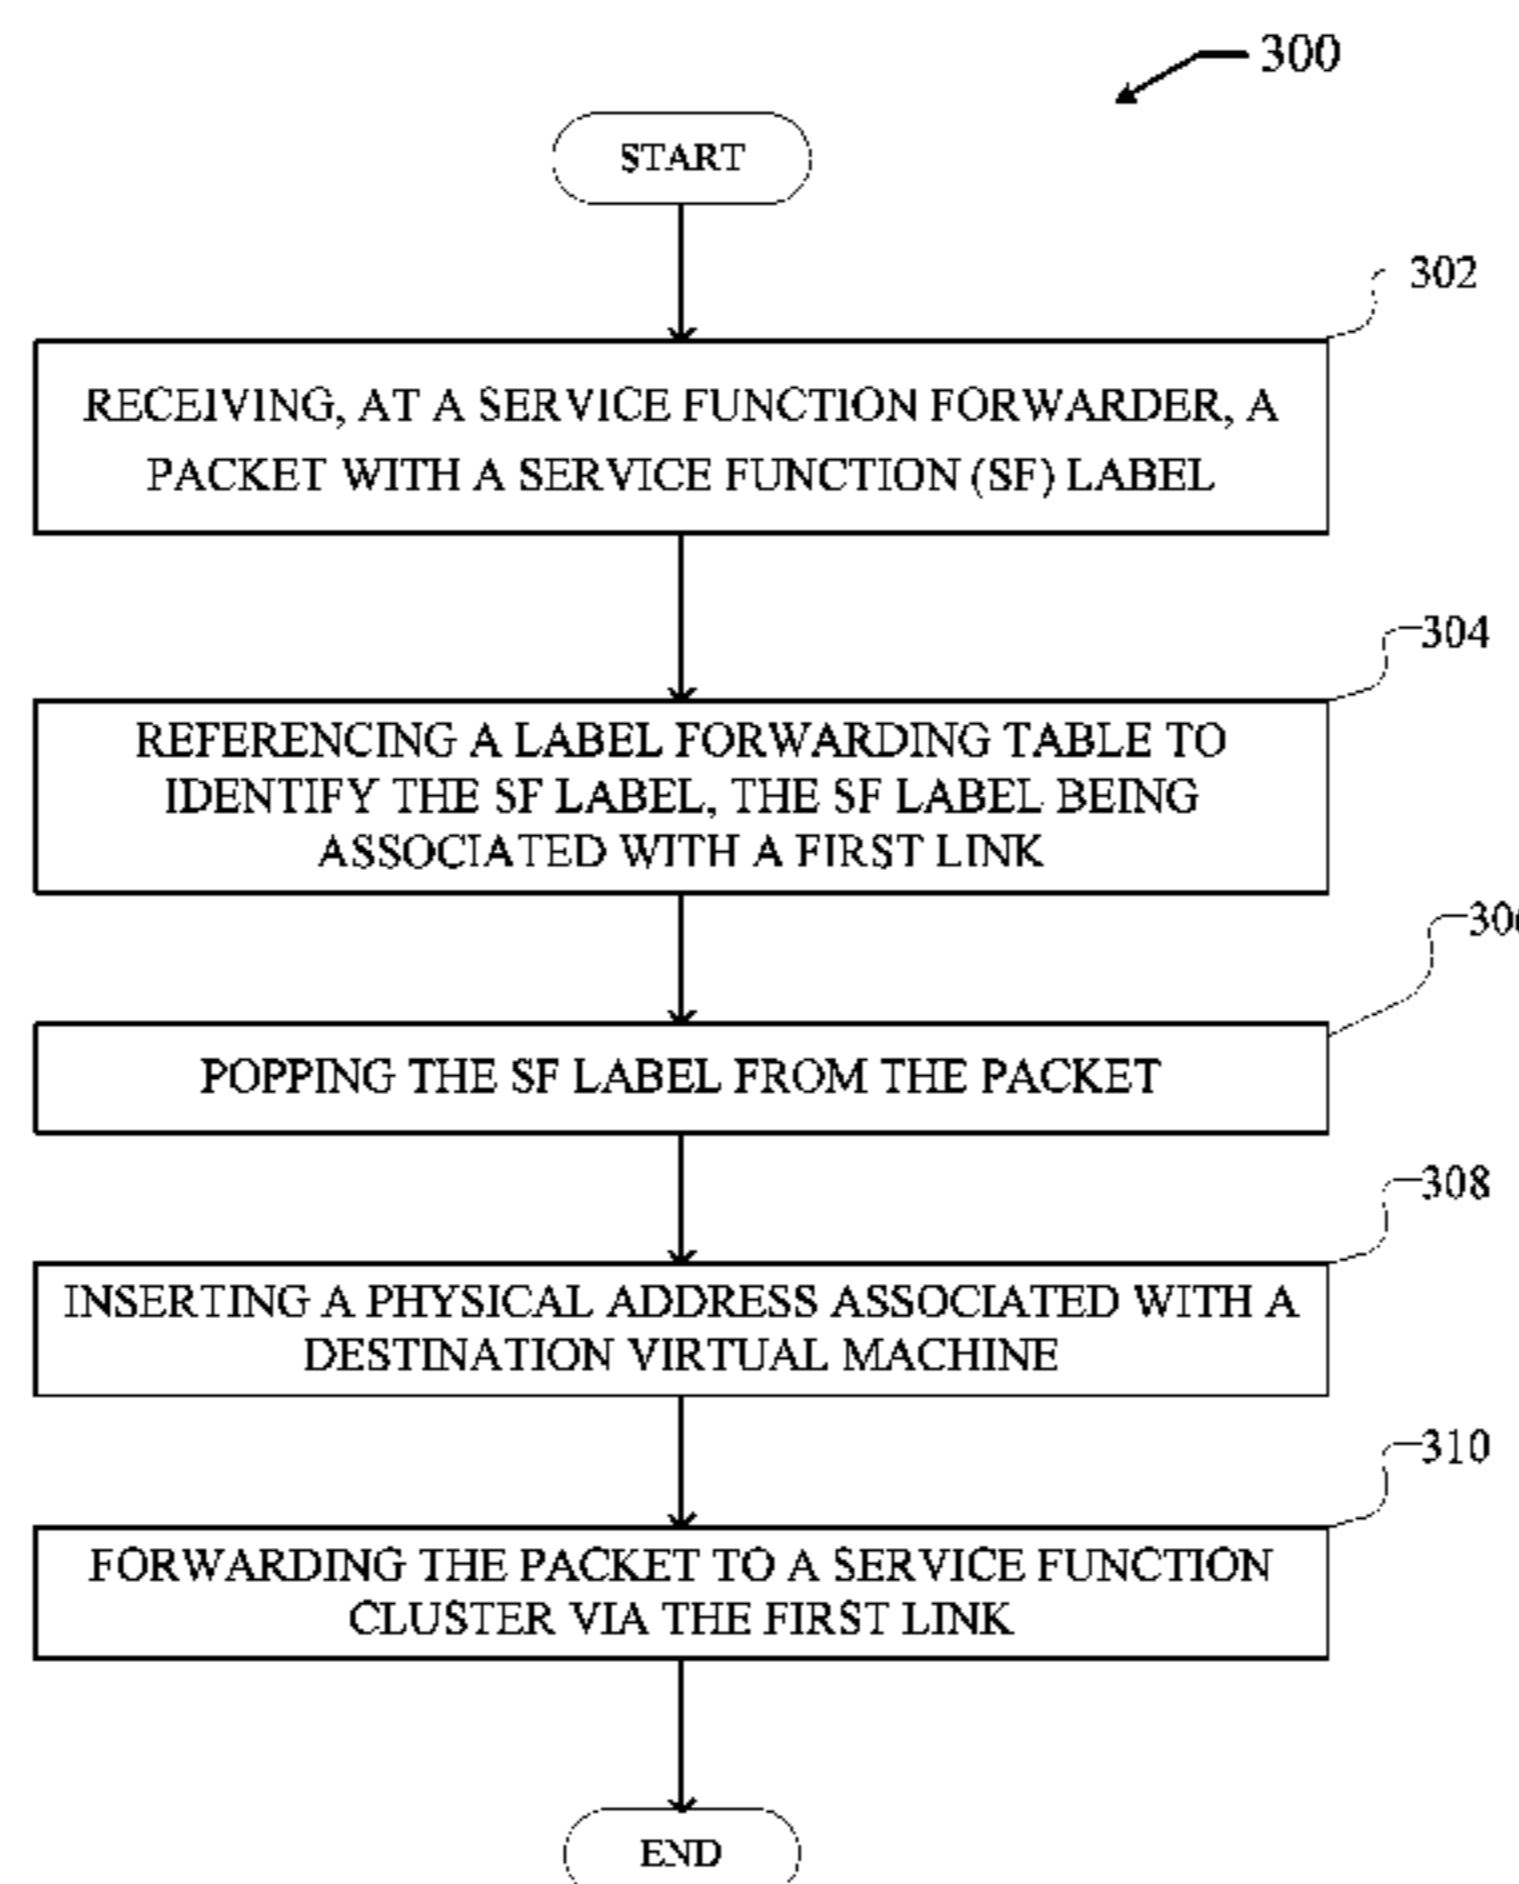 300
START
302
RECEIVING, AT A SERVICE FUNCTION FORWARDER, A
PACKET WITH A SERVICE FUNCTION (SF) LABEL
304
REFERENCING A LABEL FORWARDING TABLE TO
IDENTIFY THE SF LABEL, THE SF LABEL BEING
ASSOCIATED WITH A FIRST LINK
POPPING THE SF LABEL FROM THE PACKET
308
INSERTING A PHYSICAL ADDRESS ASSOCIATED WITH A
DESTINATION VIRTUAL MACHINE
310
FORWARDING THE PACKET TO A SERVICE FUNCTION
CLUSTER VIA THE FIRST LINK
END